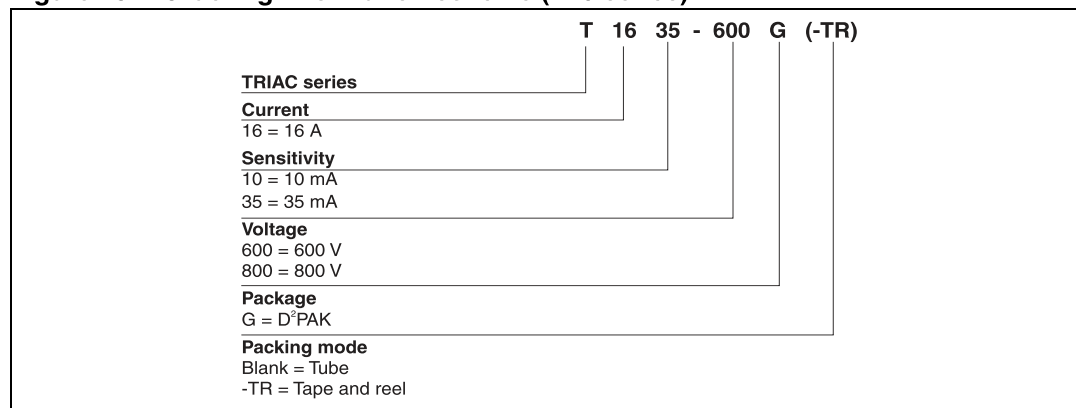 T 16 35 - 600 G (-TR)
TRIAC series
Current
16 = 16 A
Sensitivity
10 = 10 mA
35 = 35 mA
Voltage
600 = 600 V
800 = 800 V
Package
G = D²PAK
Packing mode
Blank = Tube
-TR = Tape and reel